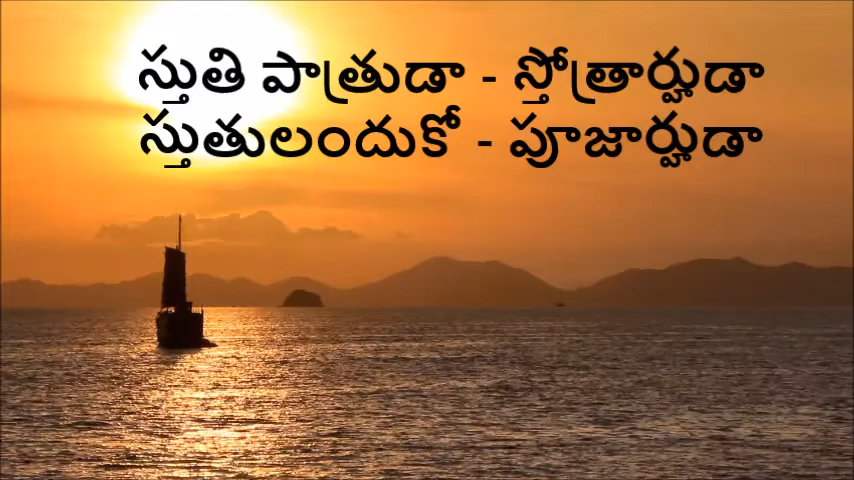 స్తుతి పాత్రుడా - స్తోత్రార్హుడా
స్తుతులందుకో - పూజార్హుడా